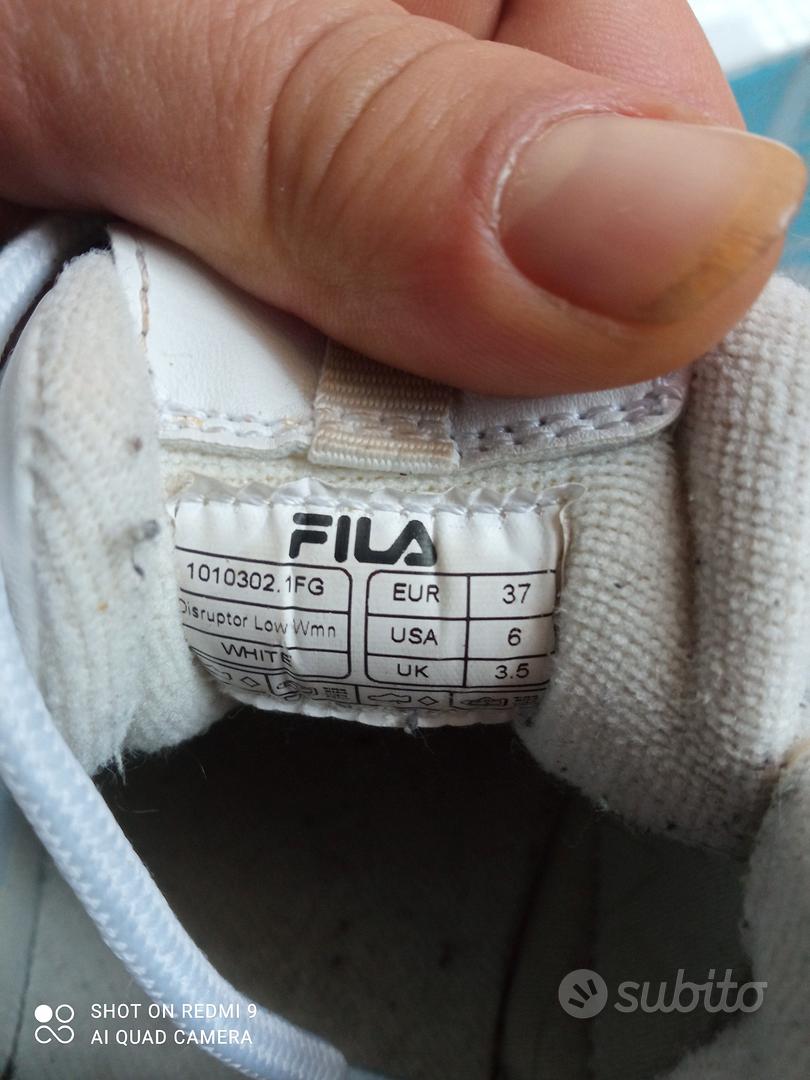 FILA
1010302.1FG
Disruptor Low Wmn
WHITE
EUR 37
USA 6
UK 3.5
SHOT ON REDMI 9
AI QUAD CAMERA
subito